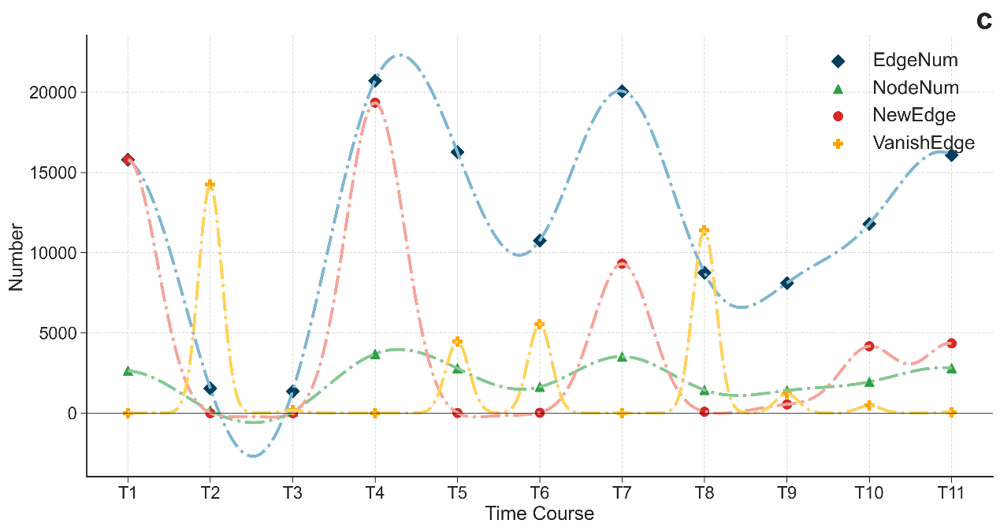 C
EdgeNum
NodeNum
NewEdge
VanishEdge
Number
20000
15000
10000
5000
0
T1 T2 T3 T4 T5 T6 T7 T8 T9 T10 T11
Time Course